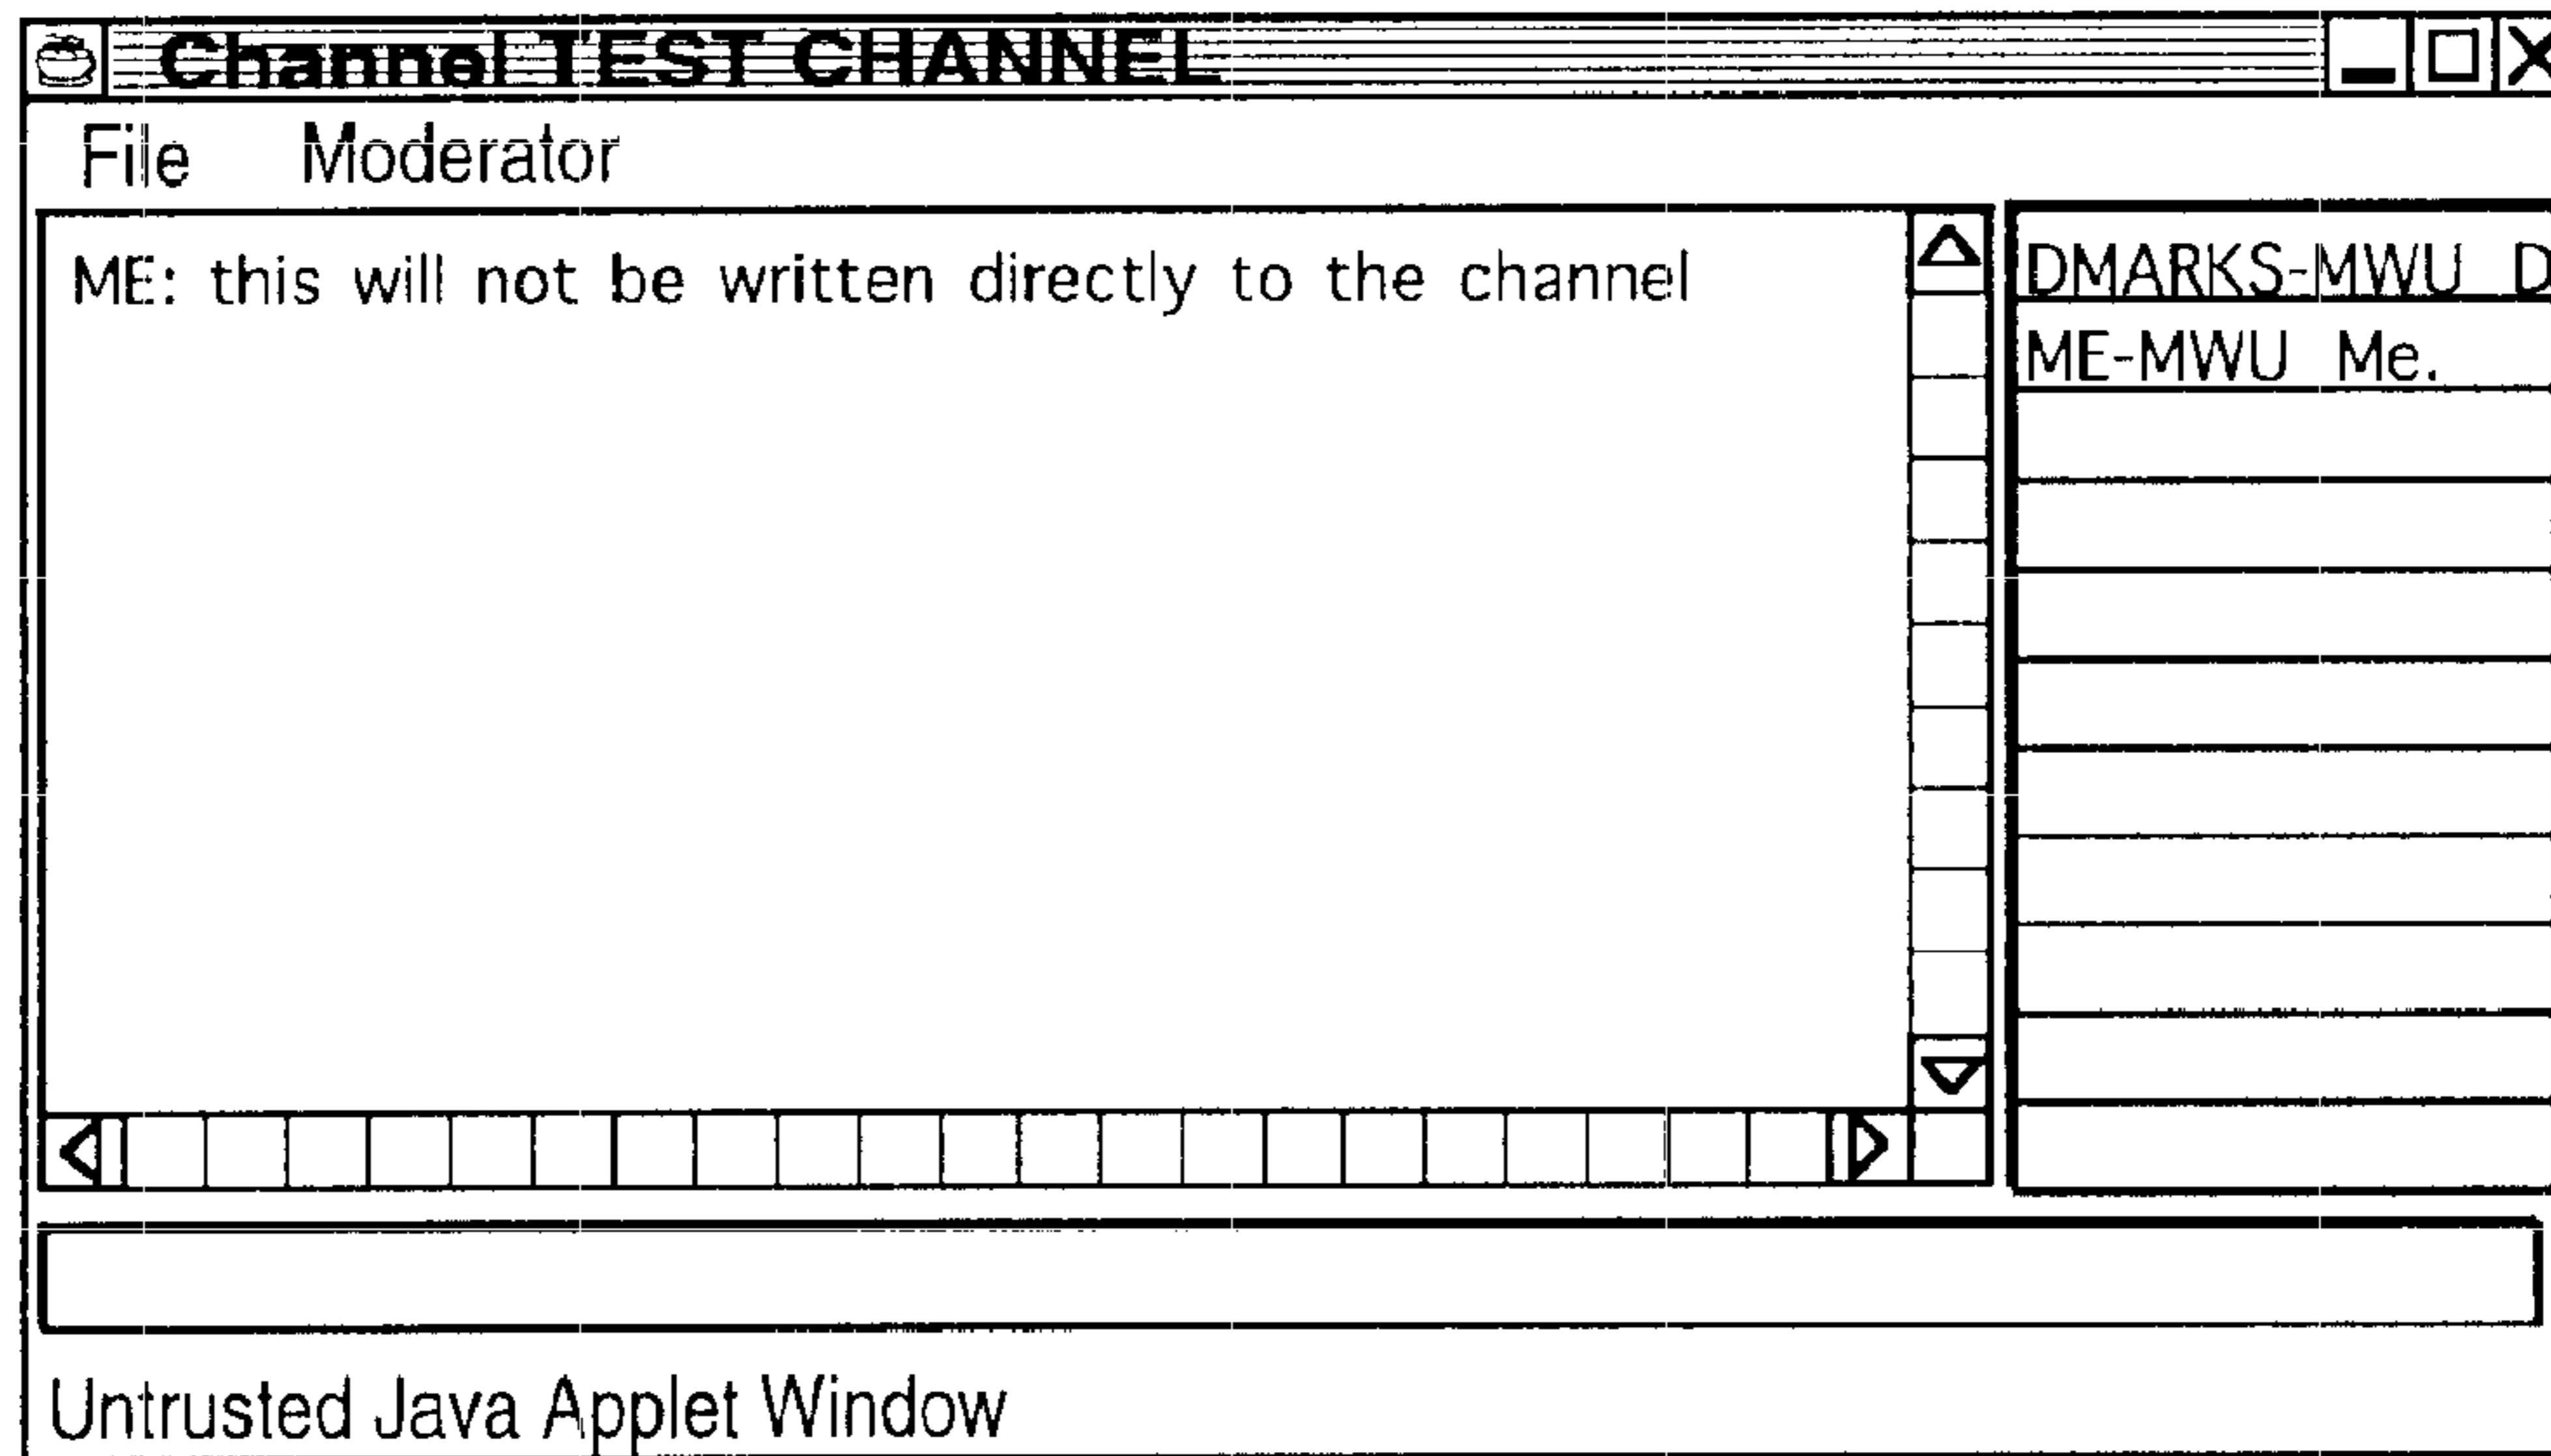 Channel TEST CHANNEL
File Moderator
ME: this will not be written directly to the channel
DMARKS-MWU D
ME-MWU Me.
Untrusted Java Applet Window